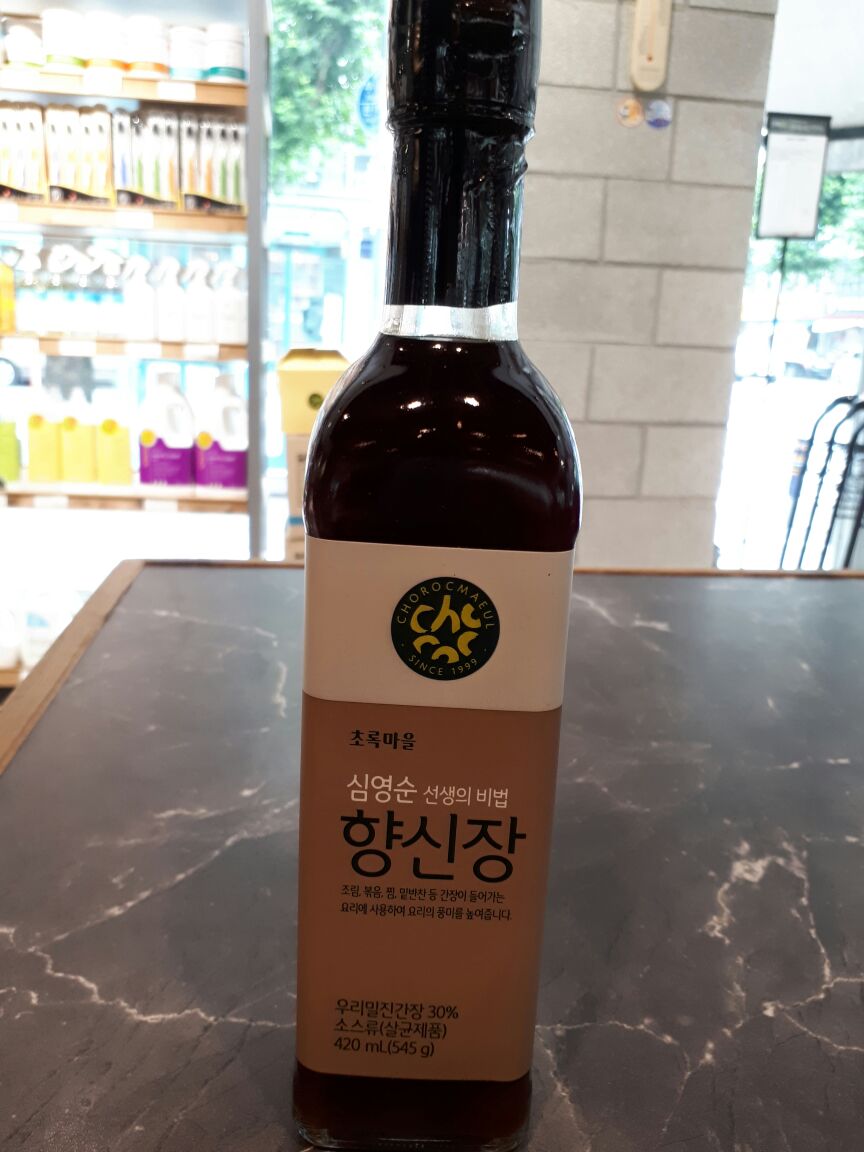 CHOROCMAEUL
choroc
SINCE 1999
초록마을
심영순 선생의 비법
향신장
조림, 볶음, 찜, 밑반찬 등 간장이 들어가는
요리에 사용하여 요리의 풍미를 높여줍니다.
우리밀진간장 30%
소스류(살균제품)
420 mL(545 g)